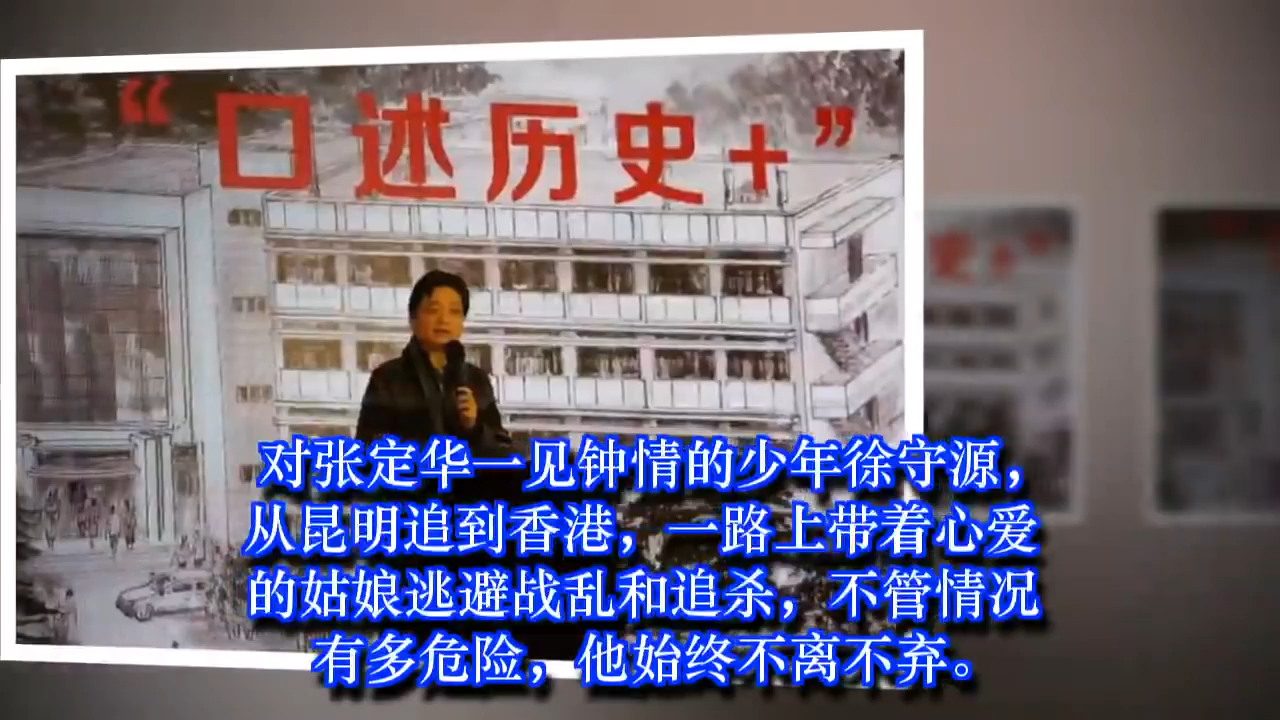 “口述历史+”
史+”
对张定华一见钟情的少年徐守源，
从昆明追到香港，一路上带着心爱
的姑娘逃避战乱和追杀，不管情况
有多危险，他始终不离不弃。